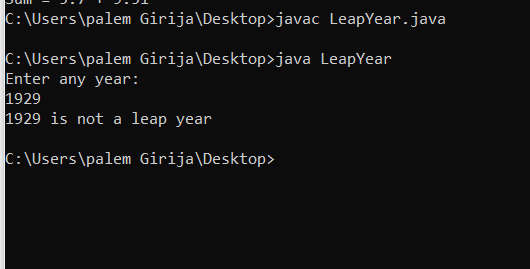 C:\Users\palem Girija\Desktop>javac LeapYear.java
C:\Users\palem Girija\Desktop>java LeapYear
Enter any year:
1929
1929 is not a leap year
C:\Users\palem Girija\Desktop>